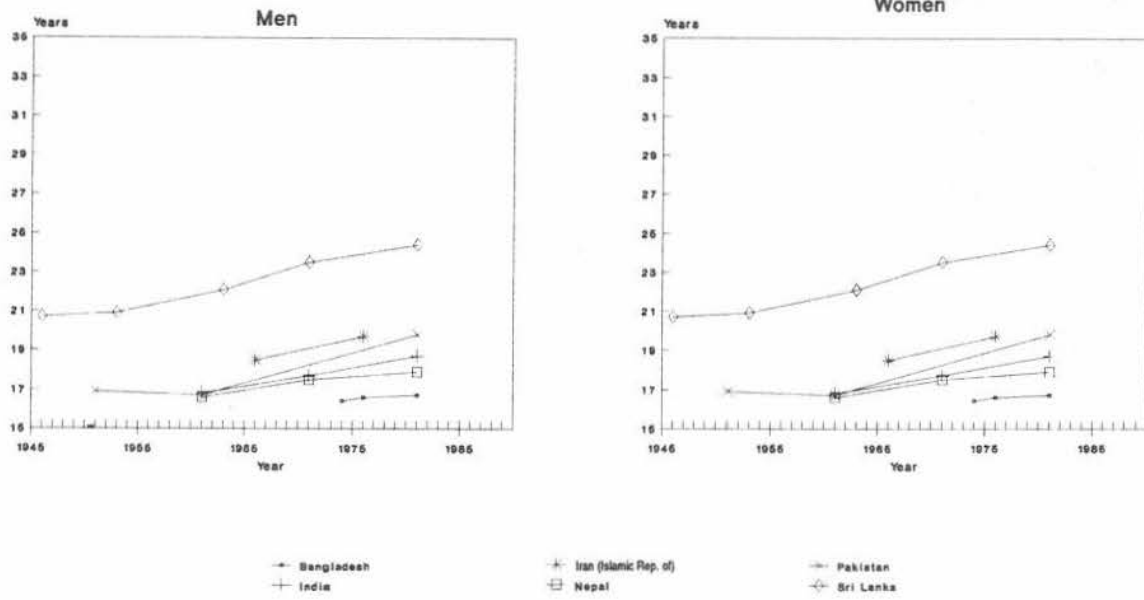 Men
Women
Years
35
33
31
29
27
25
23
21
19
17
15
1945
1955
1965
1975
1985
Year
Years
35
33
31
29
27
25
23
21
19
17
15
1945
1955
1965
1975
1985
Year
Bangladesh
Iran (Islamic Rep. of)
Pakistan
India
Nepal
Sri Lanka